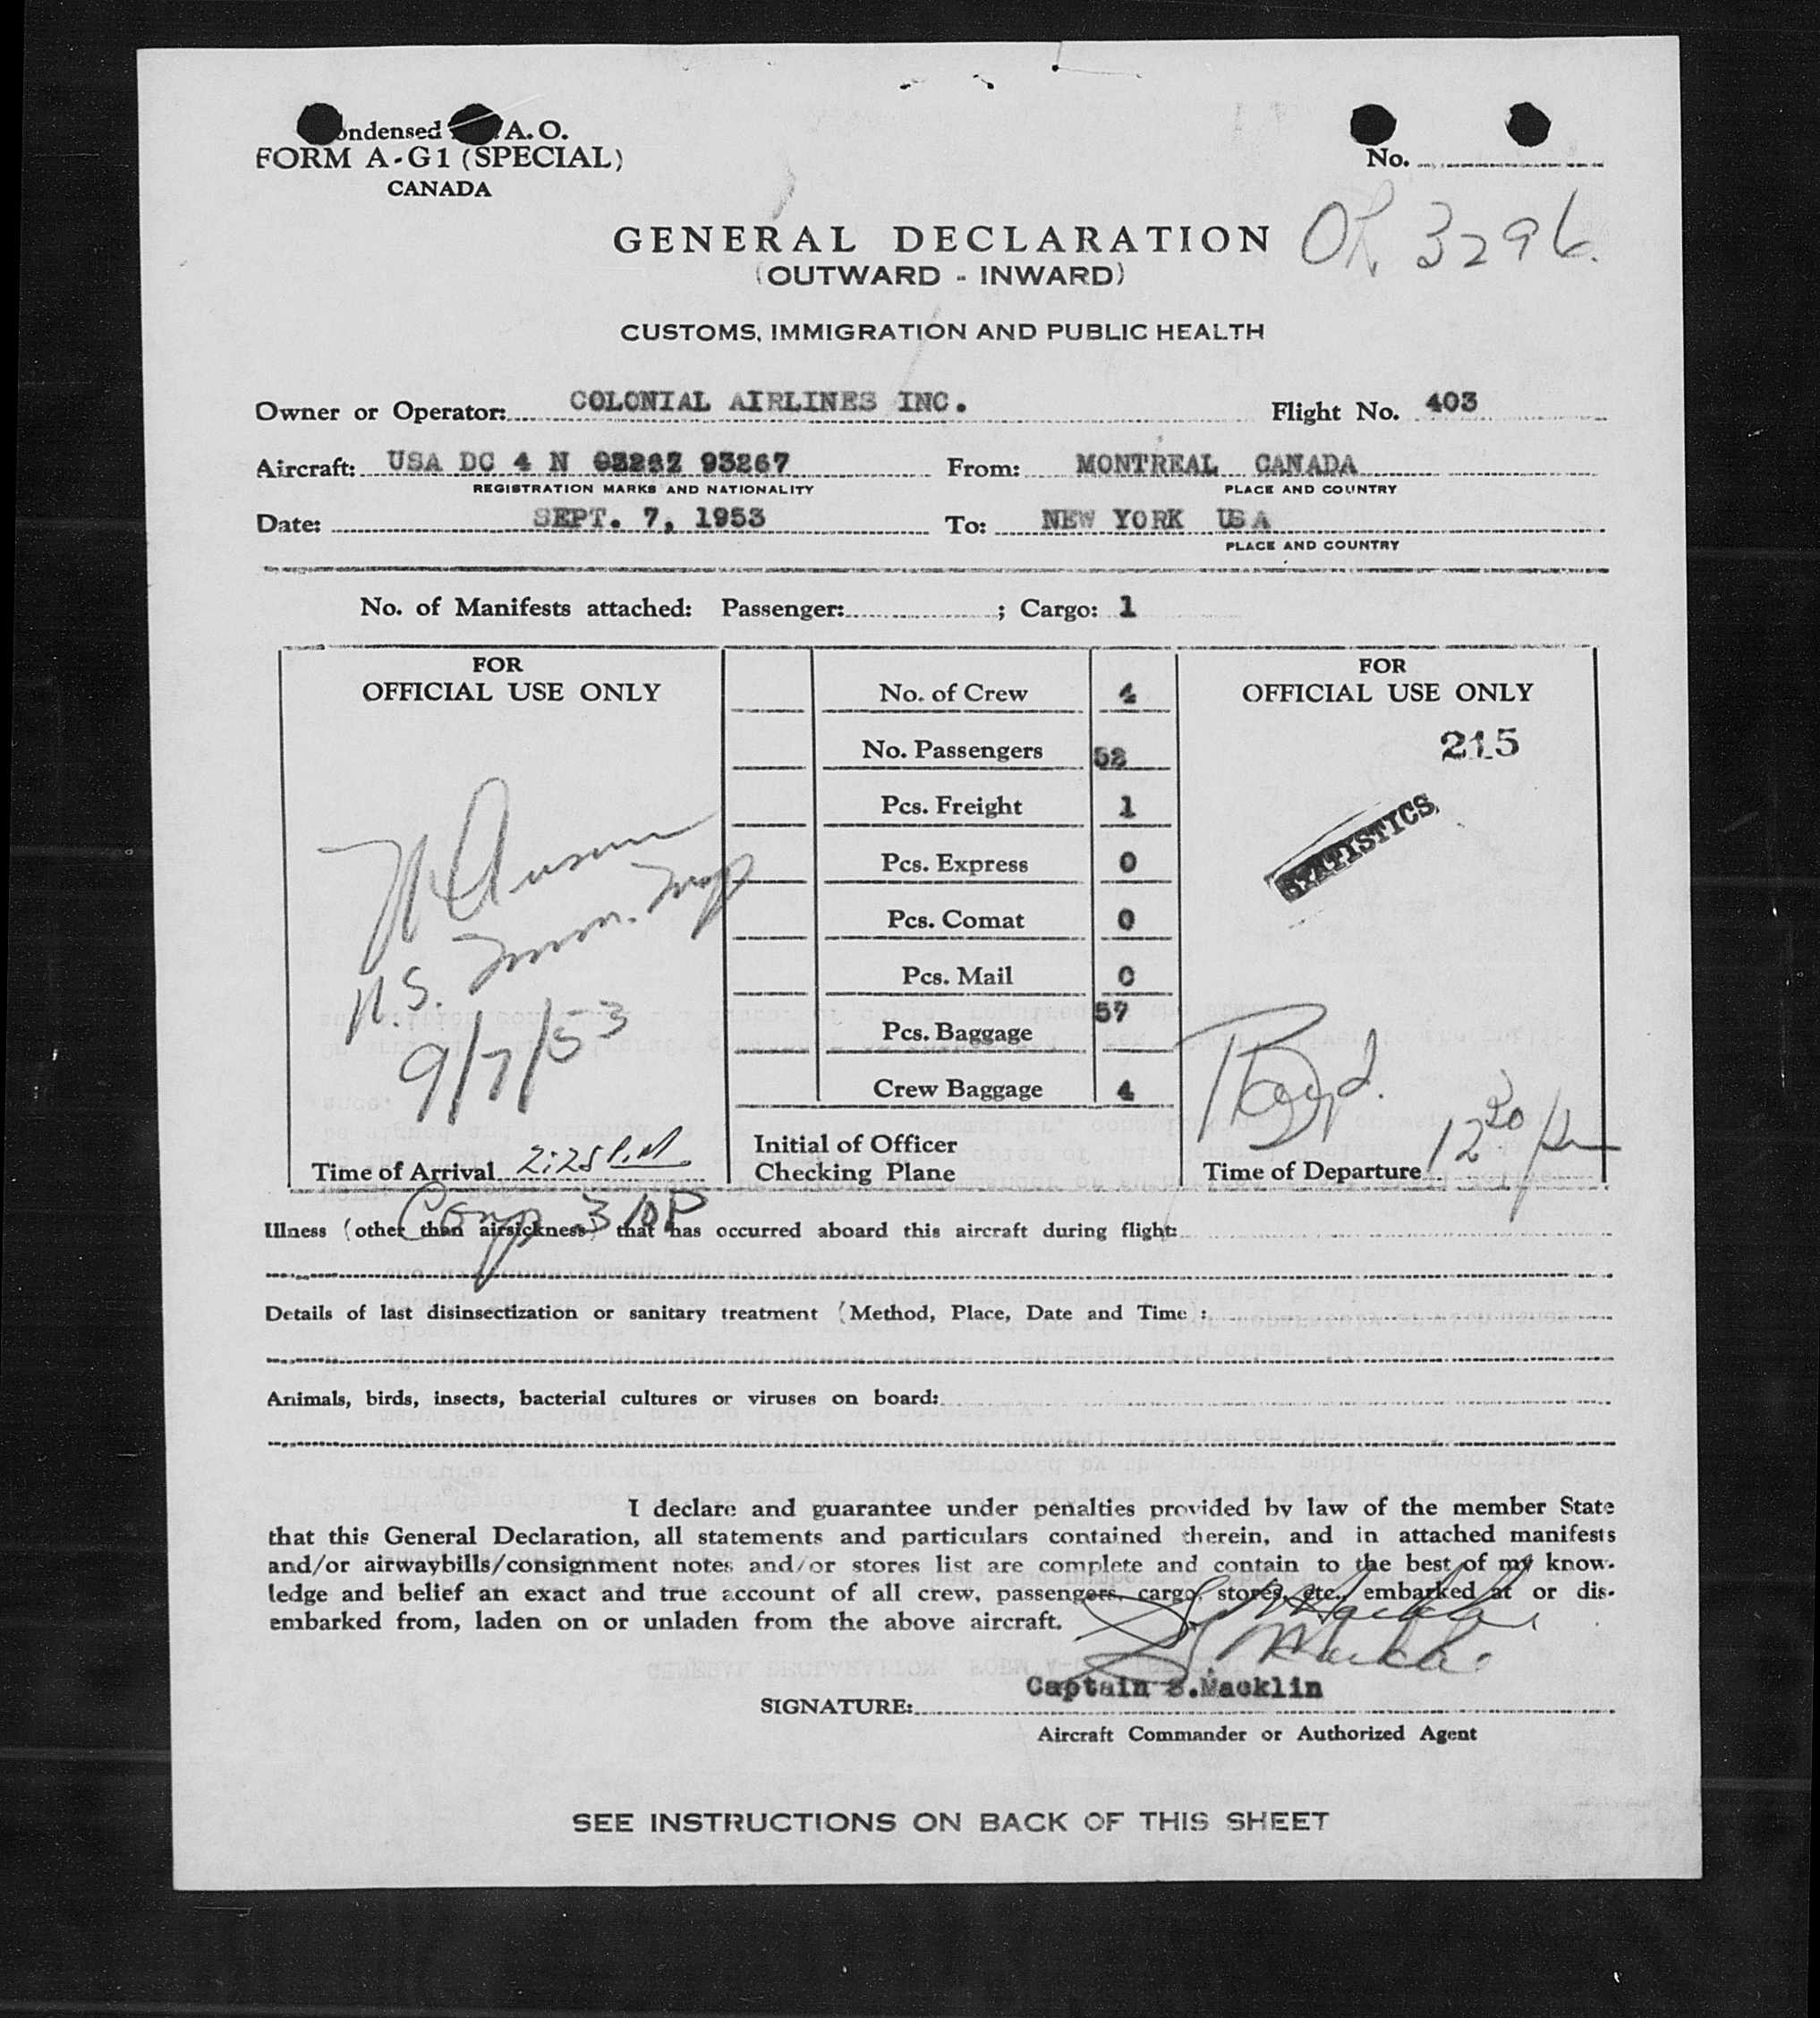 ondensed A.O.
FORM A-G1 (SPECIAL)
CANADA
No.
3296
GENERAL DECLARATION
(OUTWARD - INWARD)
CUSTOMS, IMMIGRATION AND PUBLIC HEALTH
Owner or Operator: COLONIAL AIRLINES INC. Flight No. 403
Aircraft: USA DC 4 N 93267 From: MONTREAL CANADA
REGISTRATION MARKS AND NATIONALITY PLACE AND COUNTRY
Date: SEPT. 7, 1953 To: NEW YORK USA
PLACE AND COUNTRY
No. of Manifests attached: Passenger: ; Cargo: 1
FOR
OFFICIAL USE ONLY
9/7/53
Time of Arrival 2:25 P.M.
Comp 310P
No. of Crew 4
No. Passengers 58
Pcs. Freight 1
Pcs. Express 0
Pcs. Comat 0
Pcs. Mail 0
Pcs. Baggage 57
Crew Baggage 4
Initial of Officer
Checking Plane
FOR
OFFICIAL USE ONLY
215
STATISTICS
Time of Departure 12 20 pm
Illness (other than airsickness) that has occurred aboard this aircraft during flight:
Details of last disinsectization or sanitary treatment (Method, Place, Date and Time):
Animals, birds, insects, bacterial cultures or viruses on board:
I declare and guarantee under penalties provided by law of the member State
that this General Declaration, all statements and particulars contained therein, and in attached manifests
and/or airwaybills/consignment notes and/or stores list are complete and contain to the best of my know-
ledge and belief an exact and true account of all crew, passengers, cargo, stores, etc., embarked at or dis-
embarked from, laden on or unladen from the above aircraft.
Captain S.Macklin
SIGNATURE:
Aircraft Commander or Authorized Agent
SEE INSTRUCTIONS ON BACK OF THIS SHEET